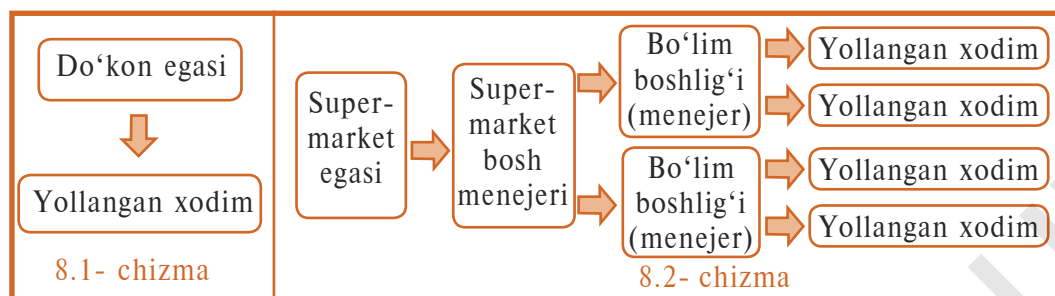 Do‘kon egasi
Yollangan xodim
8.1- chizma
Super-
market
egasi
Super-
market
bosh
menejeri
Bo‘lim
boshlig‘i
(menejer)
Yollangan xodim
Yollangan xodim
Bo‘lim
boshlig‘i
(menejer)
Yollangan xodim
Yollangan xodim
8.2- chizma